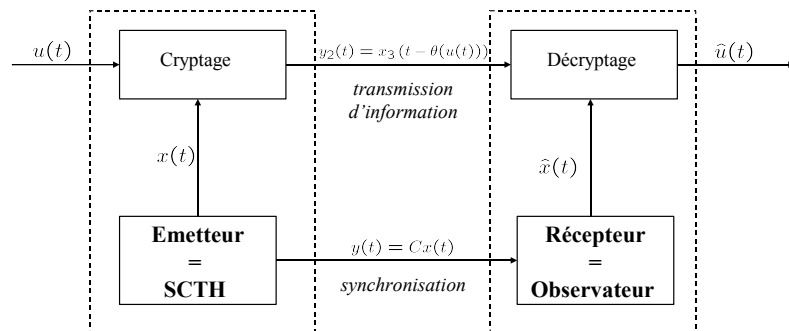 u(t)
Cryptage
y₂(t) = x₃(t − θ(u(t)))
transmission
d’information
Décryptage
û(t)
x(t)
x̂(t)
Emetteur
=
SCTH
y(t) = Cx(t)
synchronisation
Récepteur
=
Observateur